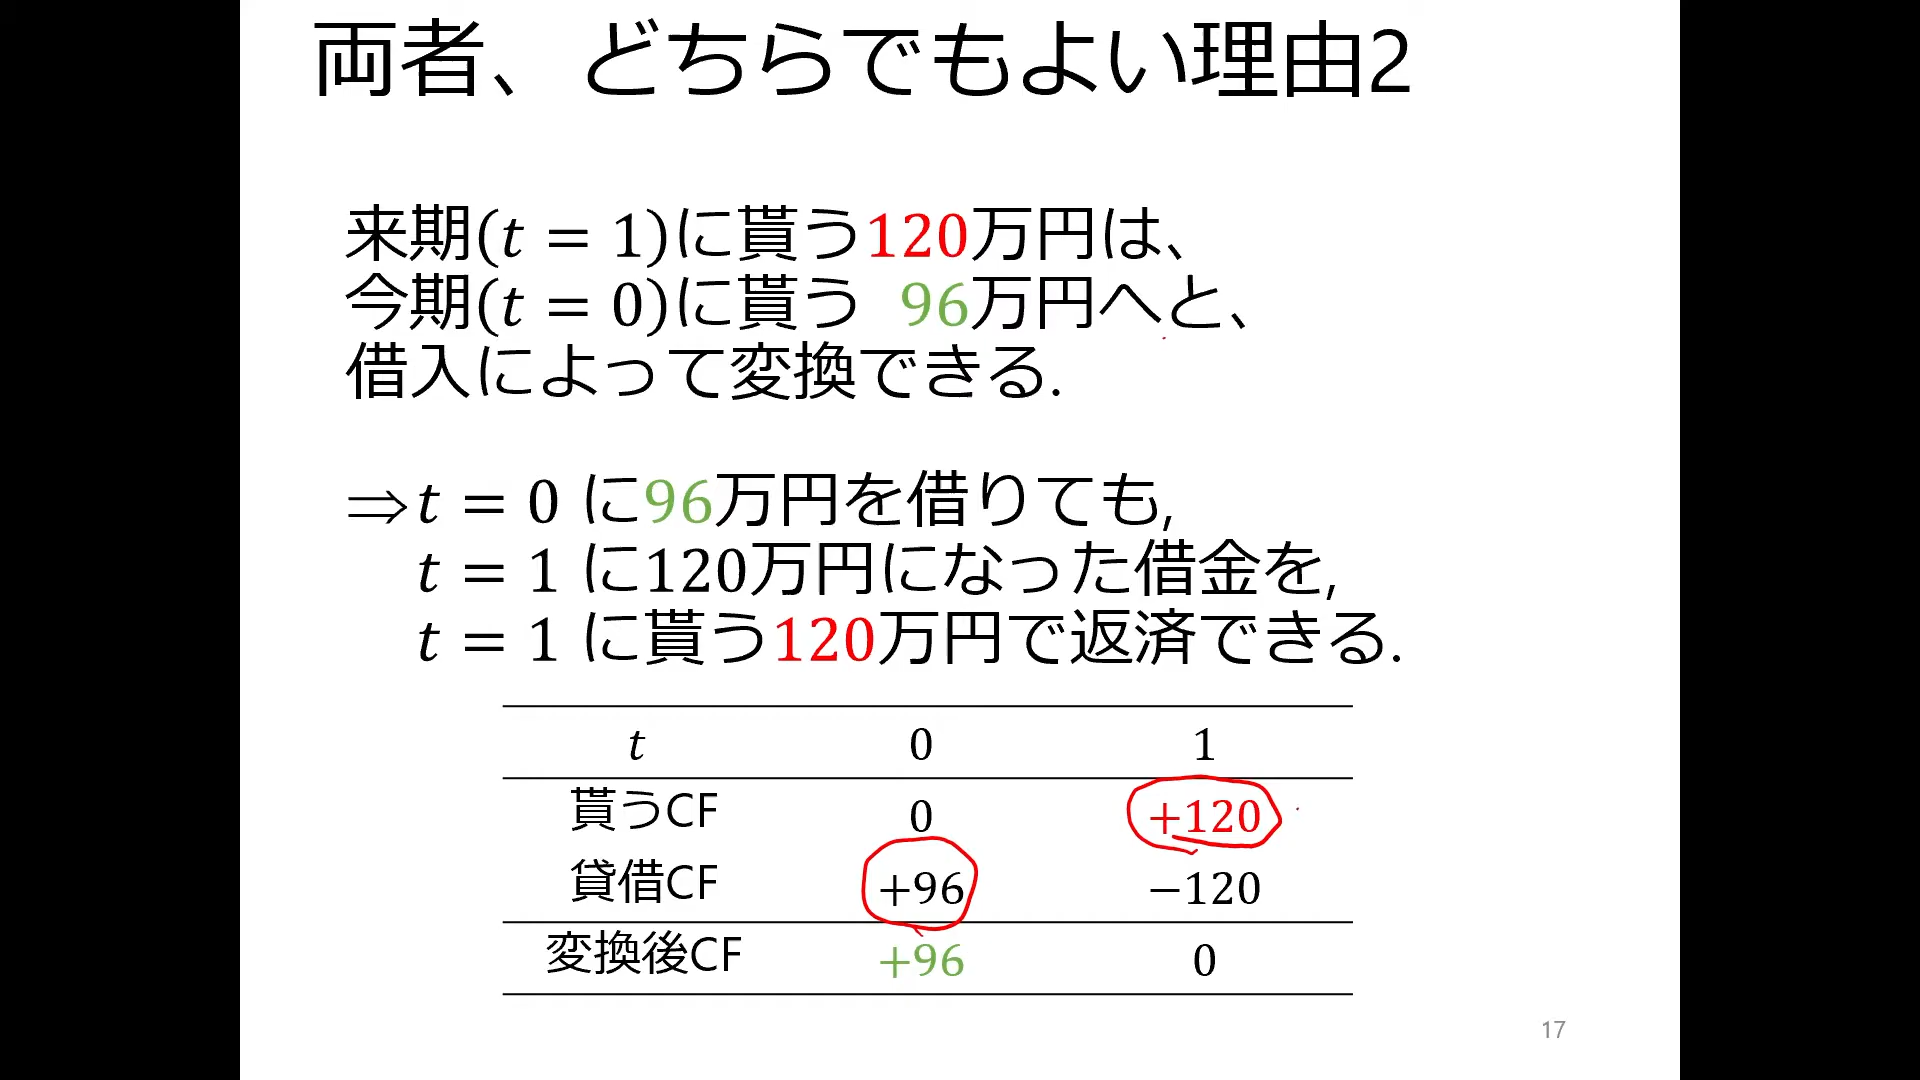 両者、どちらでもよい理由2
来期(t = 1)に貰う120万円は、
今期(t = 0)に貰う 96万円へと、
借入によって変換できる.
⇒t = 0 に96万円を借りても,
t = 1 に120万円になった借金を,
t = 1 に貰う120万円で返済できる.
t 0 1
貰うCF 0 +120
貸借CF +96 −120
変換後CF +96 0
17